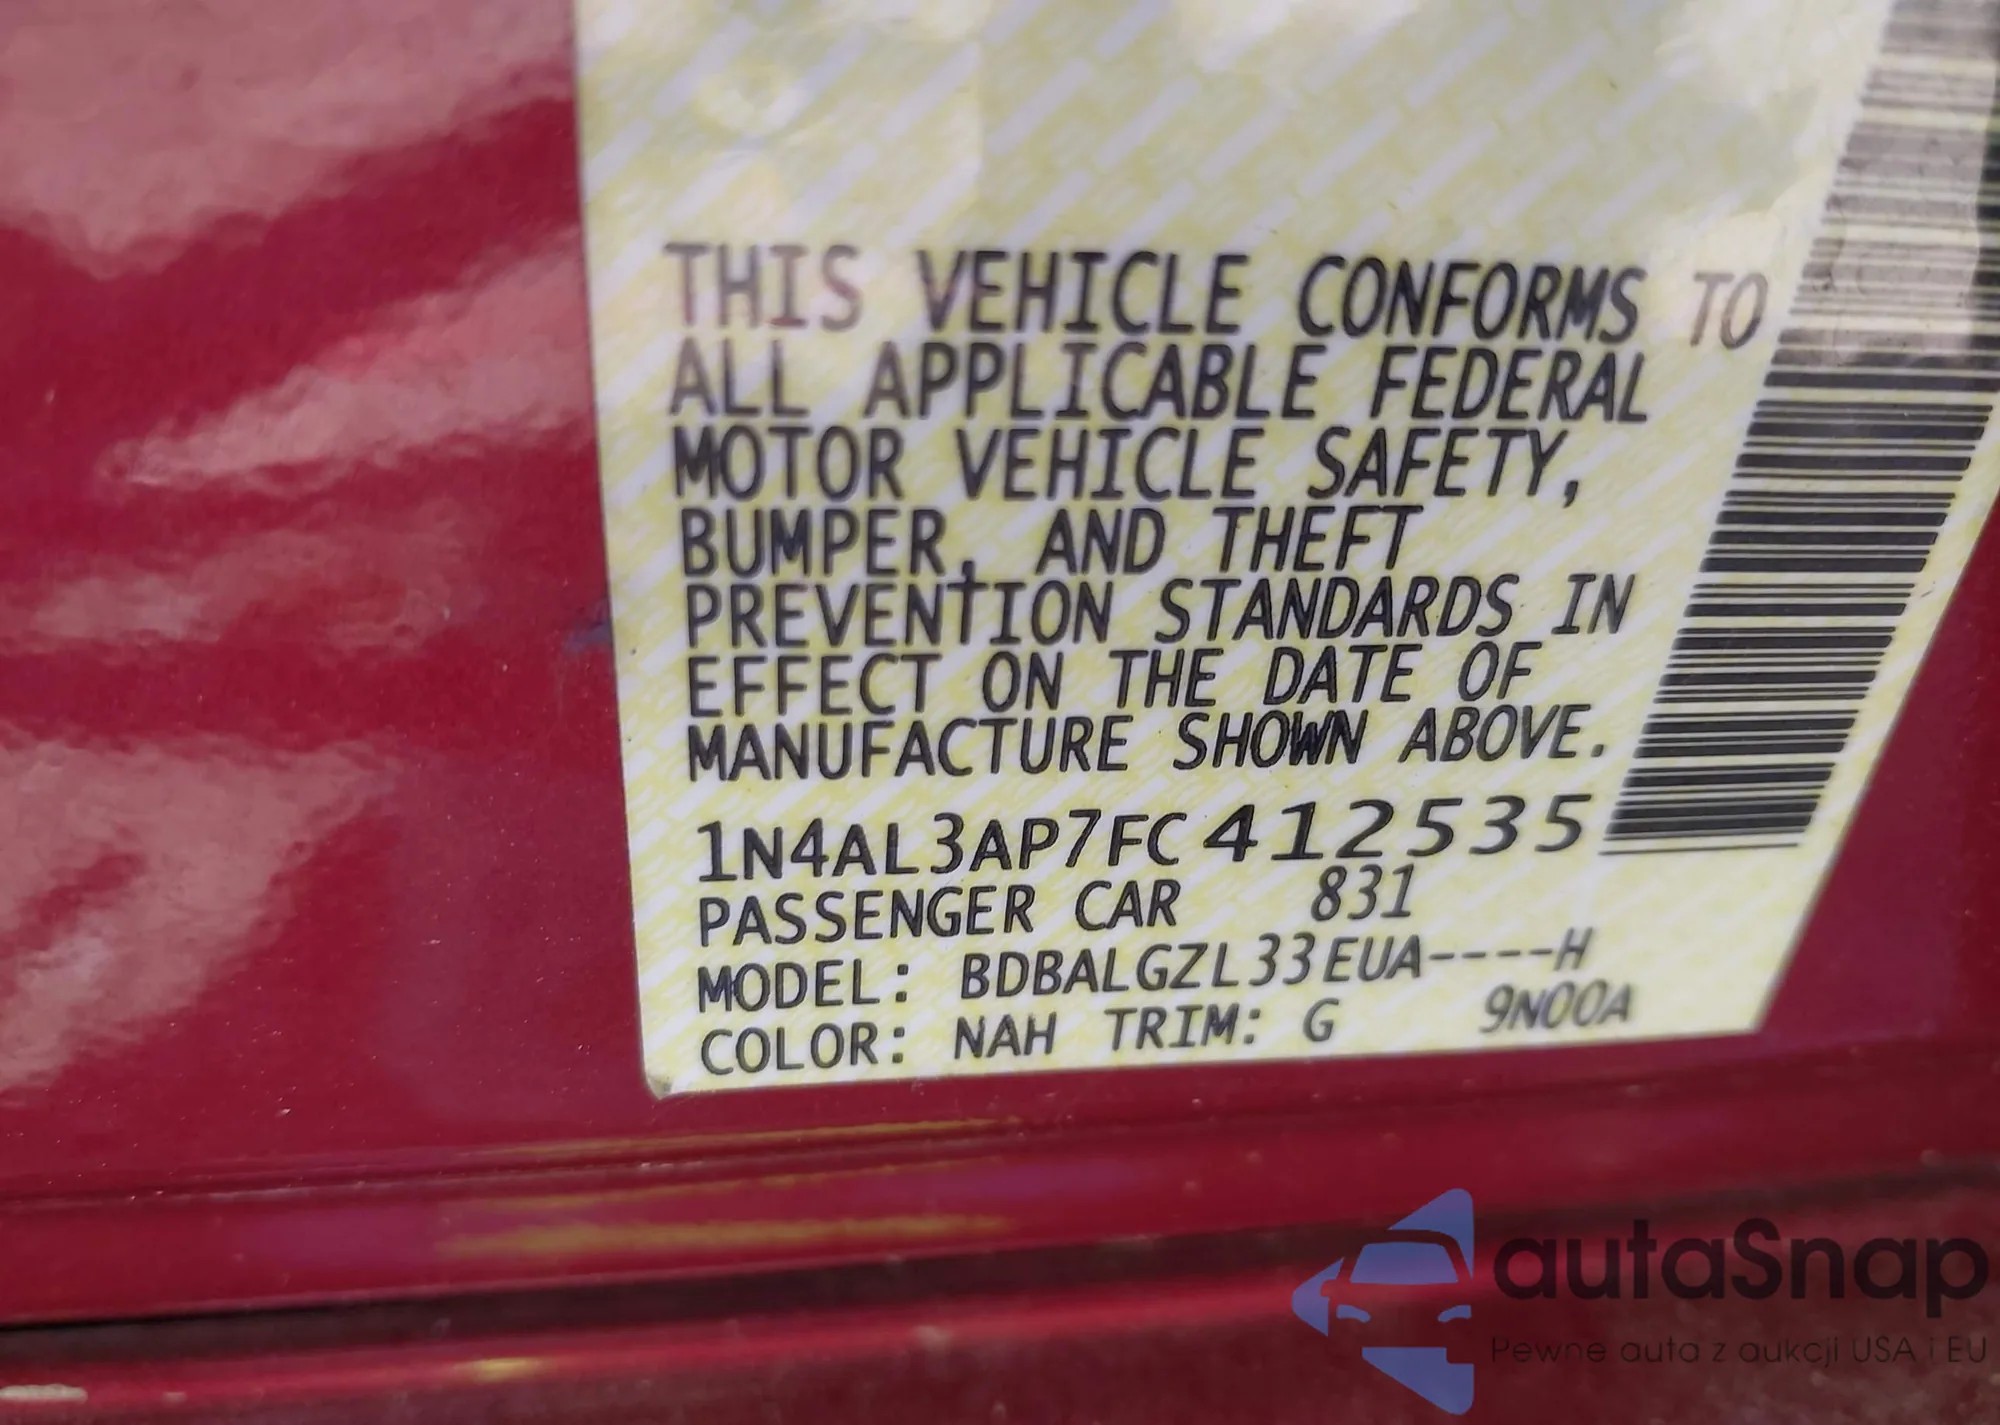 THIS VEHICLE CONFORMS TO
ALL APPLICABLE FEDERAL
MOTOR VEHICLE SAFETY,
BUMPER, AND THEFT
PREVENTION STANDARDS IN
EFFECT ON THE DATE OF
MANUFACTURE SHOWN ABOVE.
1N4AL3AP7FC412535
PASSENGER CAR 831
MODEL: BDBALGZL33EUA----H
COLOR: NAH TRIM: G 9N00A
autaSnap
Pewne auta z aukcji USA i EU